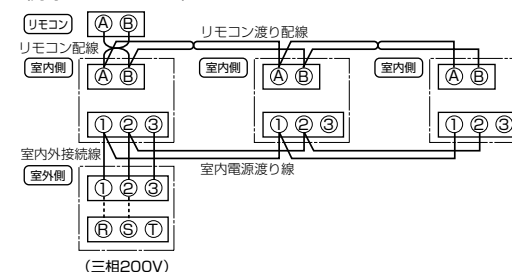 リモコン Ⓐ Ⓑ
リモコン渡り配線
リモコン配線
室内側 Ⓐ Ⓑ 室内側 Ⓐ Ⓑ 室内側 Ⓐ Ⓑ
① ② ③ ① ② ③ ① ② ③
室内外接続線
室内電源渡り線
室外側
① ② ③
Ⓡ Ⓢ Ⓣ
(三相200V)